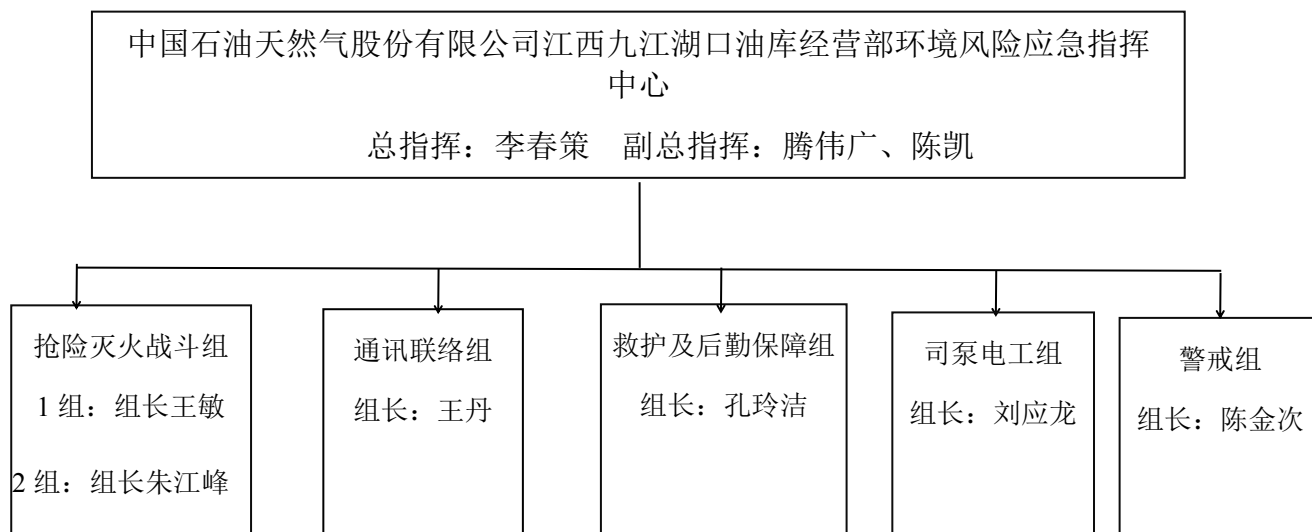 中国石油天然气股份有限公司江西九江湖口油库经营部环境风险应急指挥
中心
总指挥：李春策　副总指挥：腾伟广、陈凯
抢险灭火战斗组
1 组：组长王敏
2 组：组长朱江峰
通讯联络组
组长：王丹
救护及后勤保障组
组长：孔玲洁
司泵电工组
组长：刘应龙
警戒组
组长：陈金次